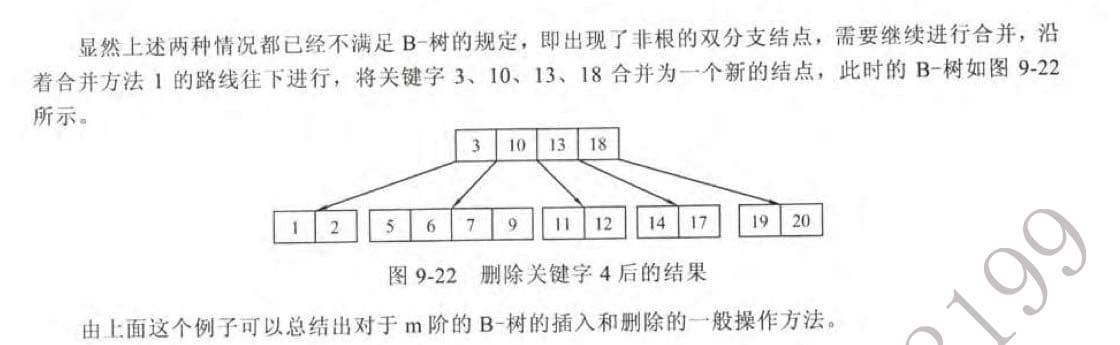 显然上述两种情况都已经不满足 B-树的规定，即出现了非根的双分支结点，需要继续进行合并，沿
着合并方法 1 的路线往下进行，将关键字 3、10、13、18 合并为一个新的结点，此时的 B-树如图 9-22
所示。
3 10 13 18
1 2 5 6 7 9 11 12 14 17 19 20
图 9-22 删除关键字 4 后的结果
由上面这个例子可以总结出对于 m 阶的 B-树的插入和删除的一般操作方法。
199